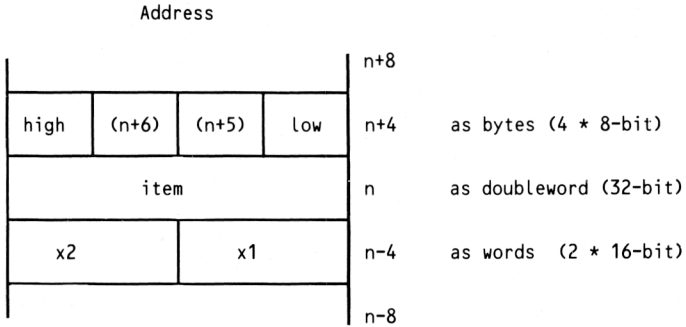 Address
n+8
high (n+6) (n+5) low n+4 as bytes (4 * 8-bit)
item n as doubleword (32-bit)
x2 x1 n-4 as words (2 * 16-bit)
n-8